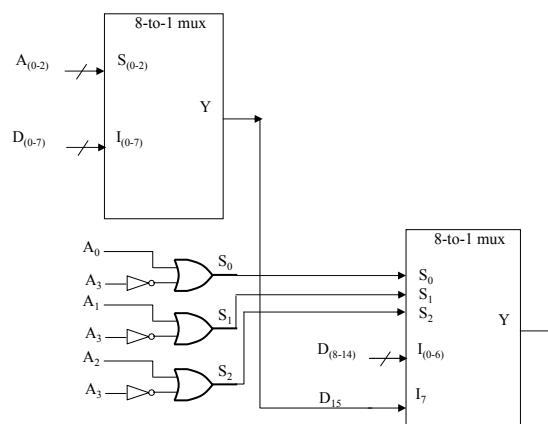 8-to-1 mux
A(0-2)
S(0-2)
Y
D(0-7)
I(0-7)
8-to-1 mux
A0
S0
A3
S0
A1
S1
S1
A3
S2
Y
A2
D(8-14)
I(0-6)
S2
A3
D15
I7